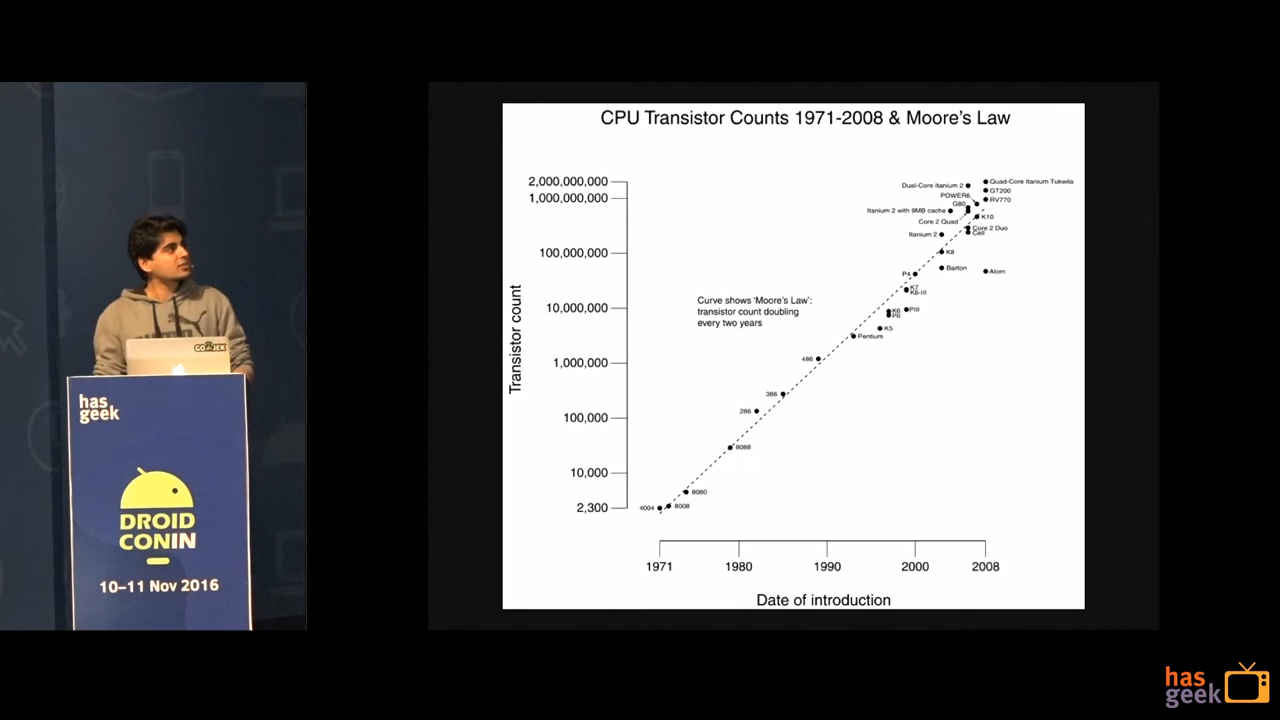 CPU Transistor Counts 1971-2008 & Moore's Law
2,000,000,000
1,000,000,000
100,000,000
10,000,000
1,000,000
100,000
10,000
2,300
Transistor count
Curve shows 'Moore's Law':
transistor count doubling
every two years
Dual-Core Itanium 2
Quad-Core Itanium Tukwila
GT200
POWER6
RV770
G80
Itanium 2 with 9MB cache
K10
Core 2 Quad
Core 2 Duo
Cell
Itanium 2
K8
Barton
Atom
P4
K7
K6-III
K6
PIII
PII
K5
Pentium
486
386
286
8088
8080
4004
8008
1971
1980
1990
2000
2008
Date of introduction
GO-JEK
has
geek
DROID
CONIN
10–11 Nov 2016
has
geek